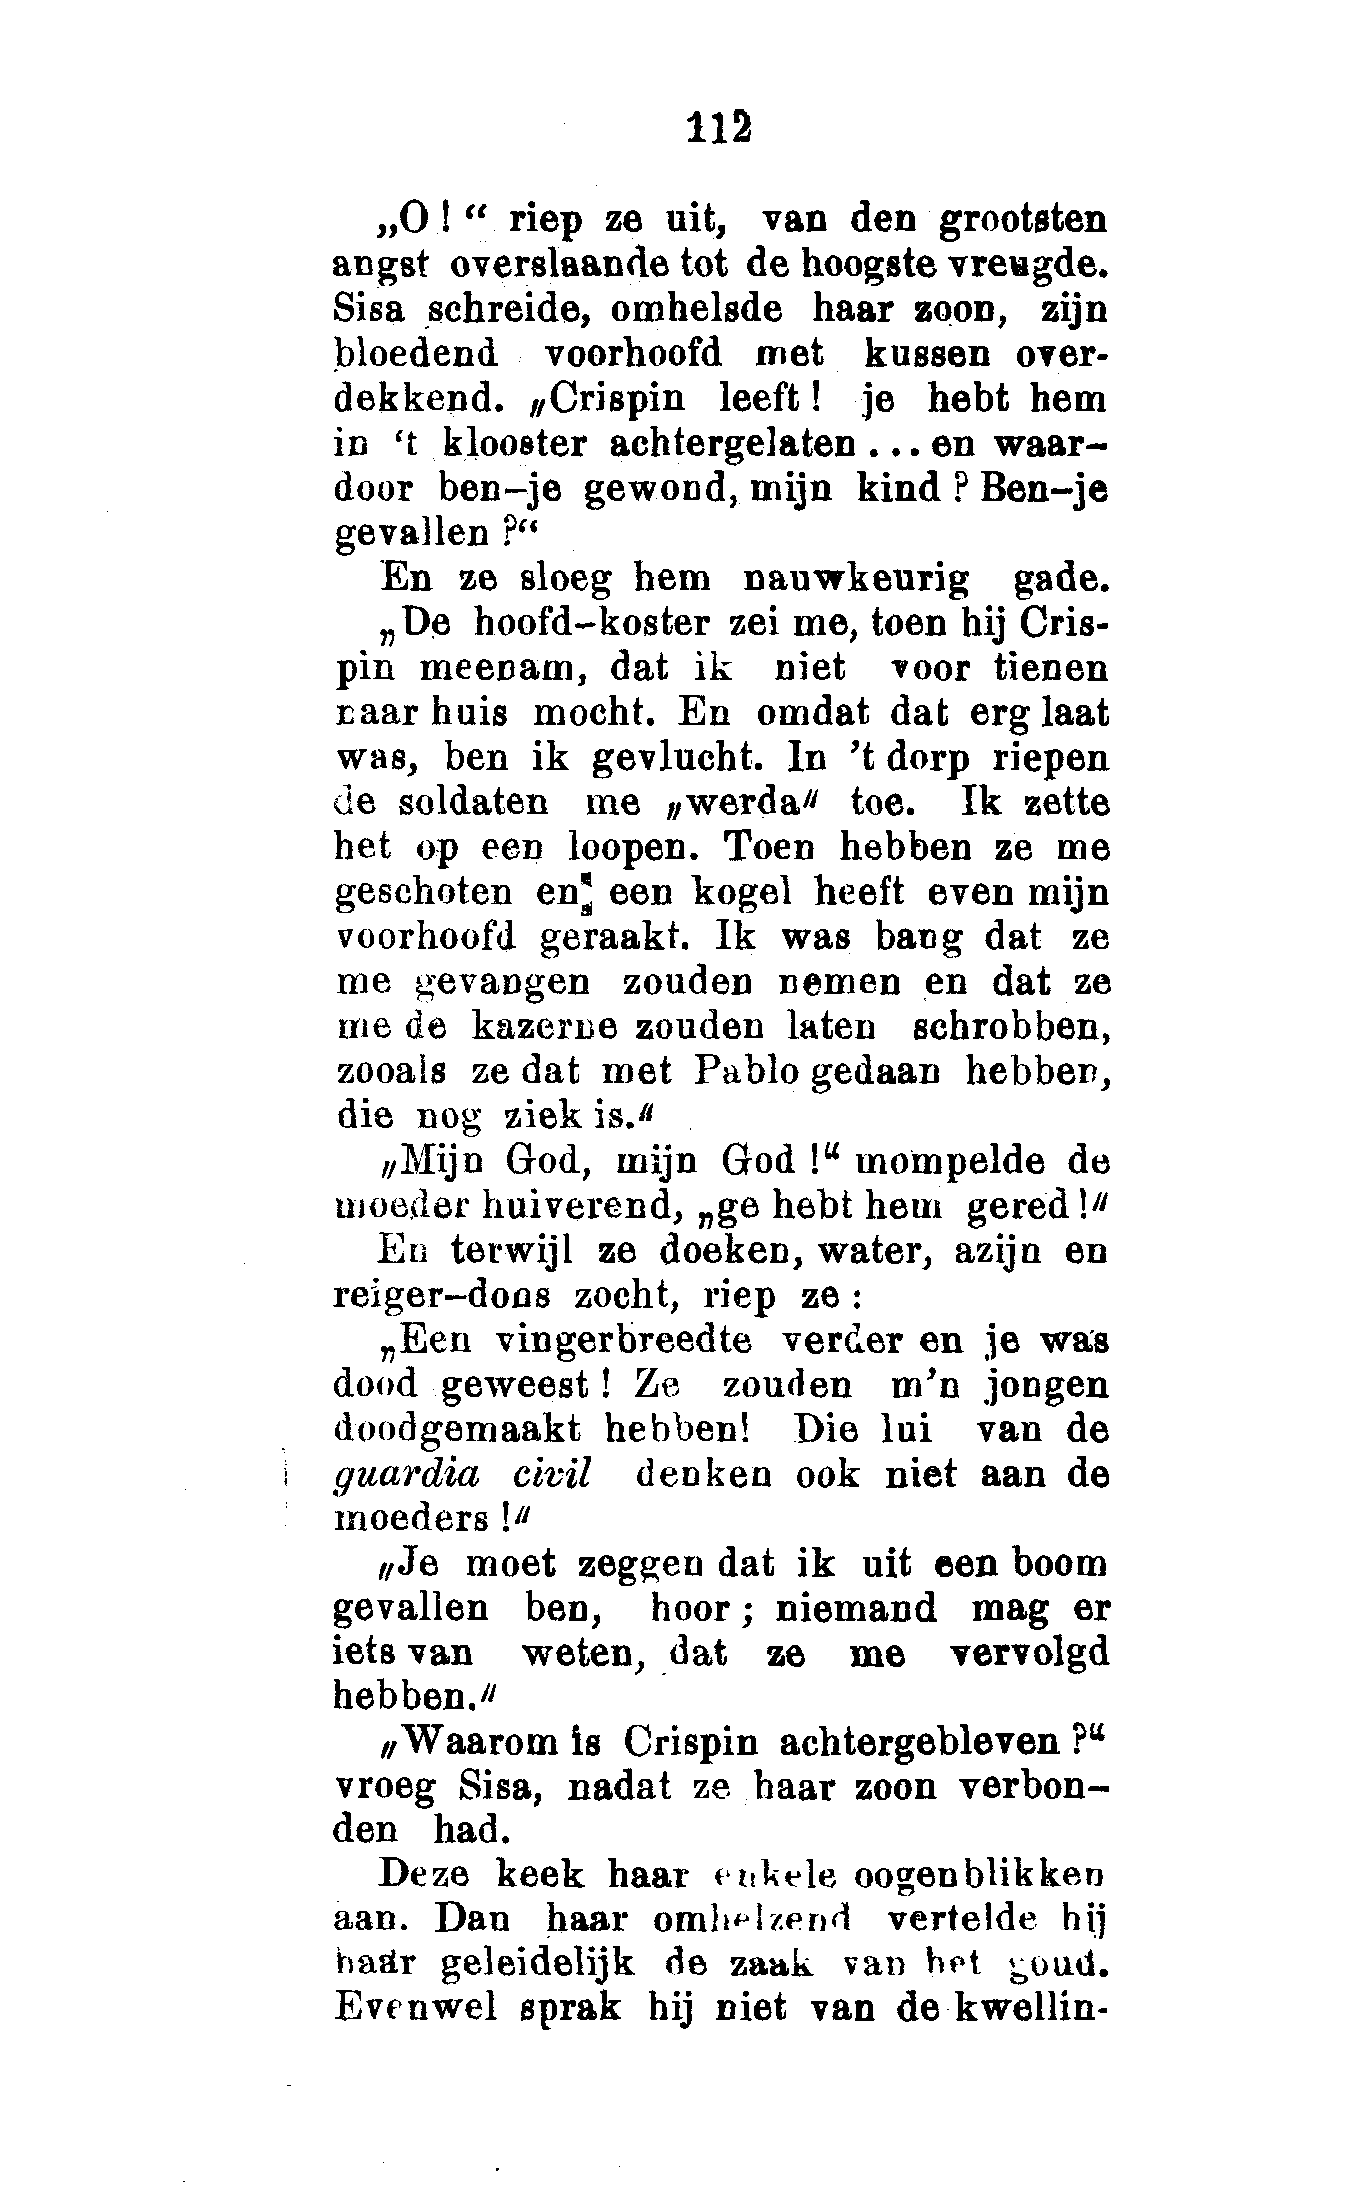 112
„O! “ riep ze uit, van den grootsten
angst overslaande tot de hoogste vreugde.
Sisa schreide, omhelsde haar zoon, zijn
bloedend voorhoofd met kussen over-
dekkend. „Crispin leeft! je hebt hem
in ‘t klooster achtergelaten ... en waar-
door ben-je gewond, mijn kind? Ben-je
gevallen ?“
En ze sloeg hem nauwkeurig gade.
„De hoofd-koster zei me, toen hij Cris-
pin meenam, dat ik niet voor tienen
naar huis mocht. En omdat dat erg laat
was, ben ik gevlucht. In ’t dorp riepen
de soldaten me „werda" toe. Ik zette
het op een loopen. Toen hebben ze me
geschoten en een kogel heeft even mijn
voorhoofd geraakt. Ik was bang dat ze
me gevangen zouden nemen en dat ze
me de kazerne zouden laten schrobben,
zooals ze dat met Pablo gedaan hebben,
die nog ziek is."
„Mijn God, mijn God !“ mompelde de
moeder huiverend, „ge hebt hem gered!"
En terwijl ze doeken, water, azijn en
reiger-dons zocht, riep ze :
„Een vingerbreedte verder en je was
dood geweest! Ze zouden m’n jongen
doodgemaakt hebben! Die lui van de
guardia civil denken ook niet aan de
moeders !"
„Je moet zeggen dat ik uit een boom
gevallen ben, hoor; niemand mag er
iets van weten, dat ze me vervolgd
hebben."
„Waarom is Crispin achtergebleven ?“
vroeg Sisa, nadat ze haar zoon verbon-
den had.
Deze keek haar enkele oogenblikken
aan. Dan haar omhelzend vertelde hij
haar geleidelijk de zaak van het goud.
Evenwel sprak hij niet van de kwellin-